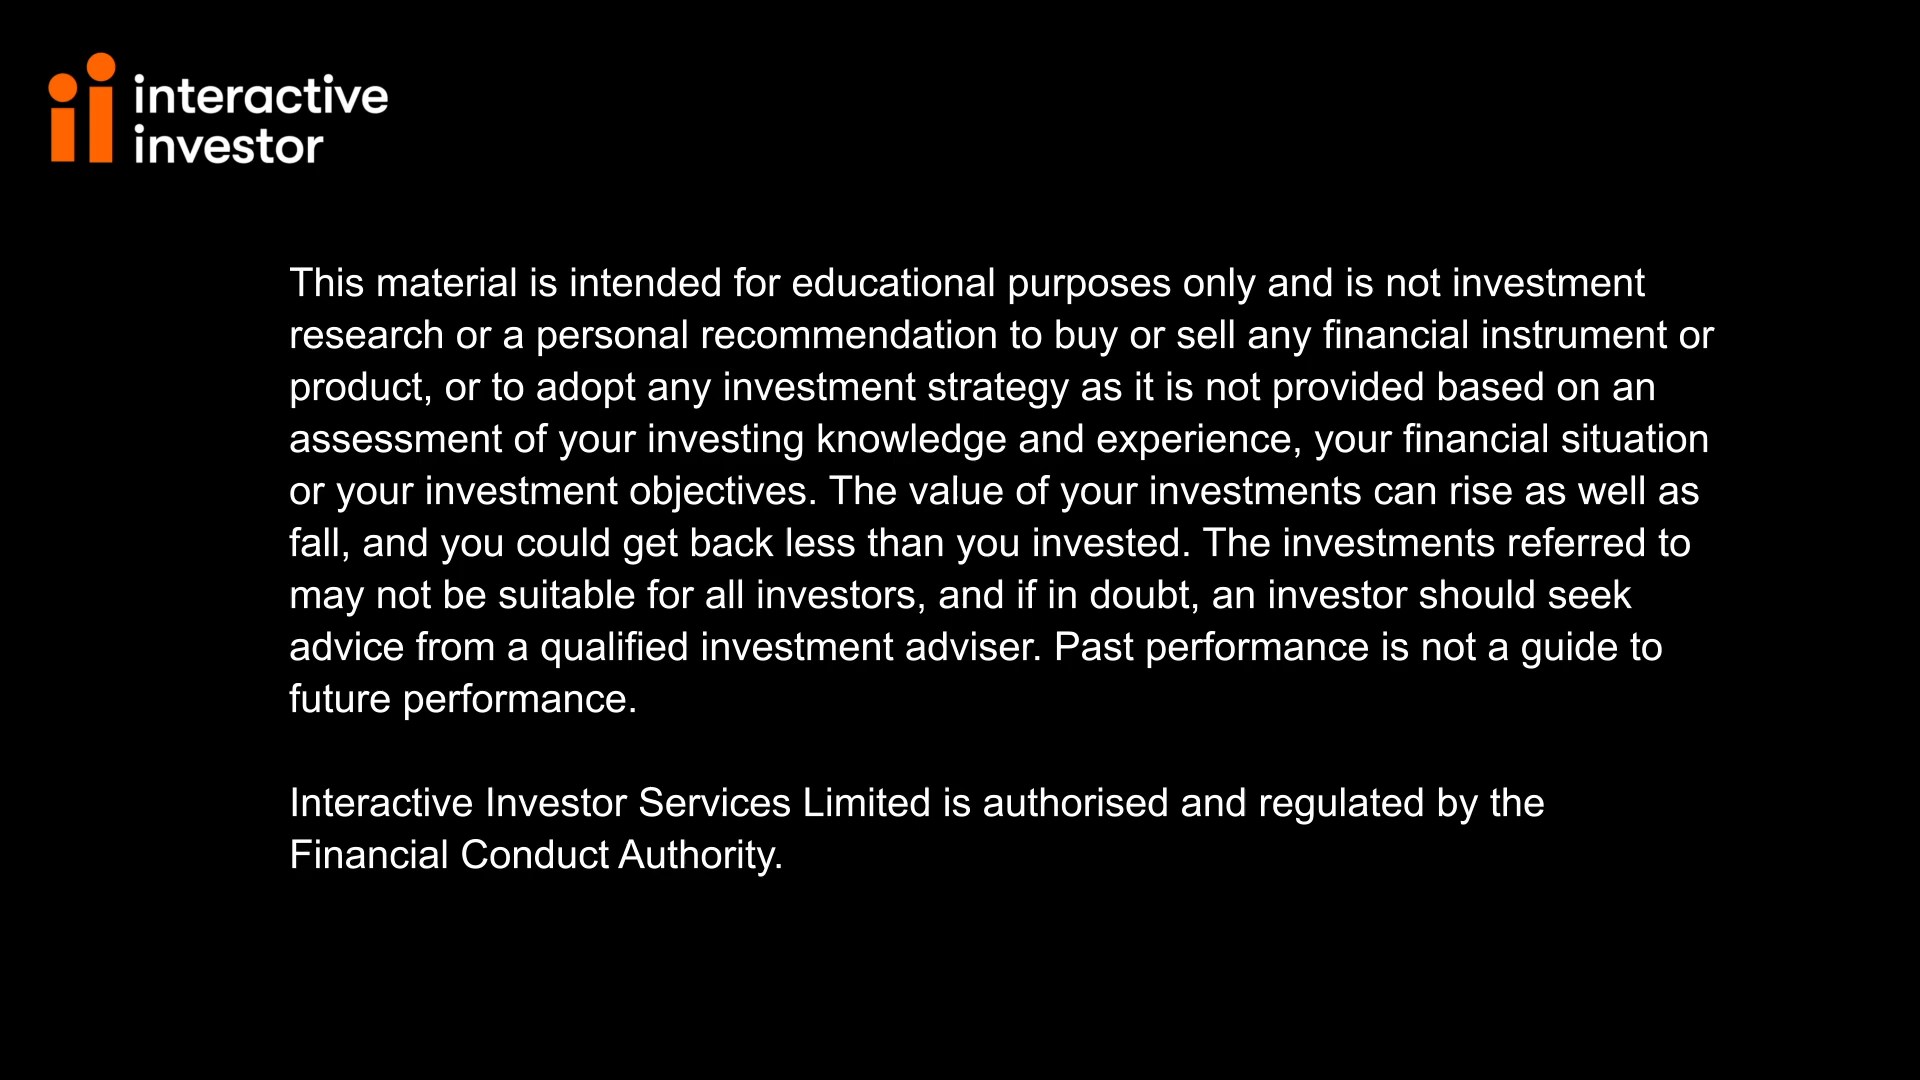 interactive
investor
This material is intended for educational purposes only and is not investment
research or a personal recommendation to buy or sell any financial instrument or
product, or to adopt any investment strategy as it is not provided based on an
assessment of your investing knowledge and experience, your financial situation
or your investment objectives. The value of your investments can rise as well as
fall, and you could get back less than you invested. The investments referred to
may not be suitable for all investors, and if in doubt, an investor should seek
advice from a qualified investment adviser. Past performance is not a guide to
future performance.
Interactive Investor Services Limited is authorised and regulated by the
Financial Conduct Authority.